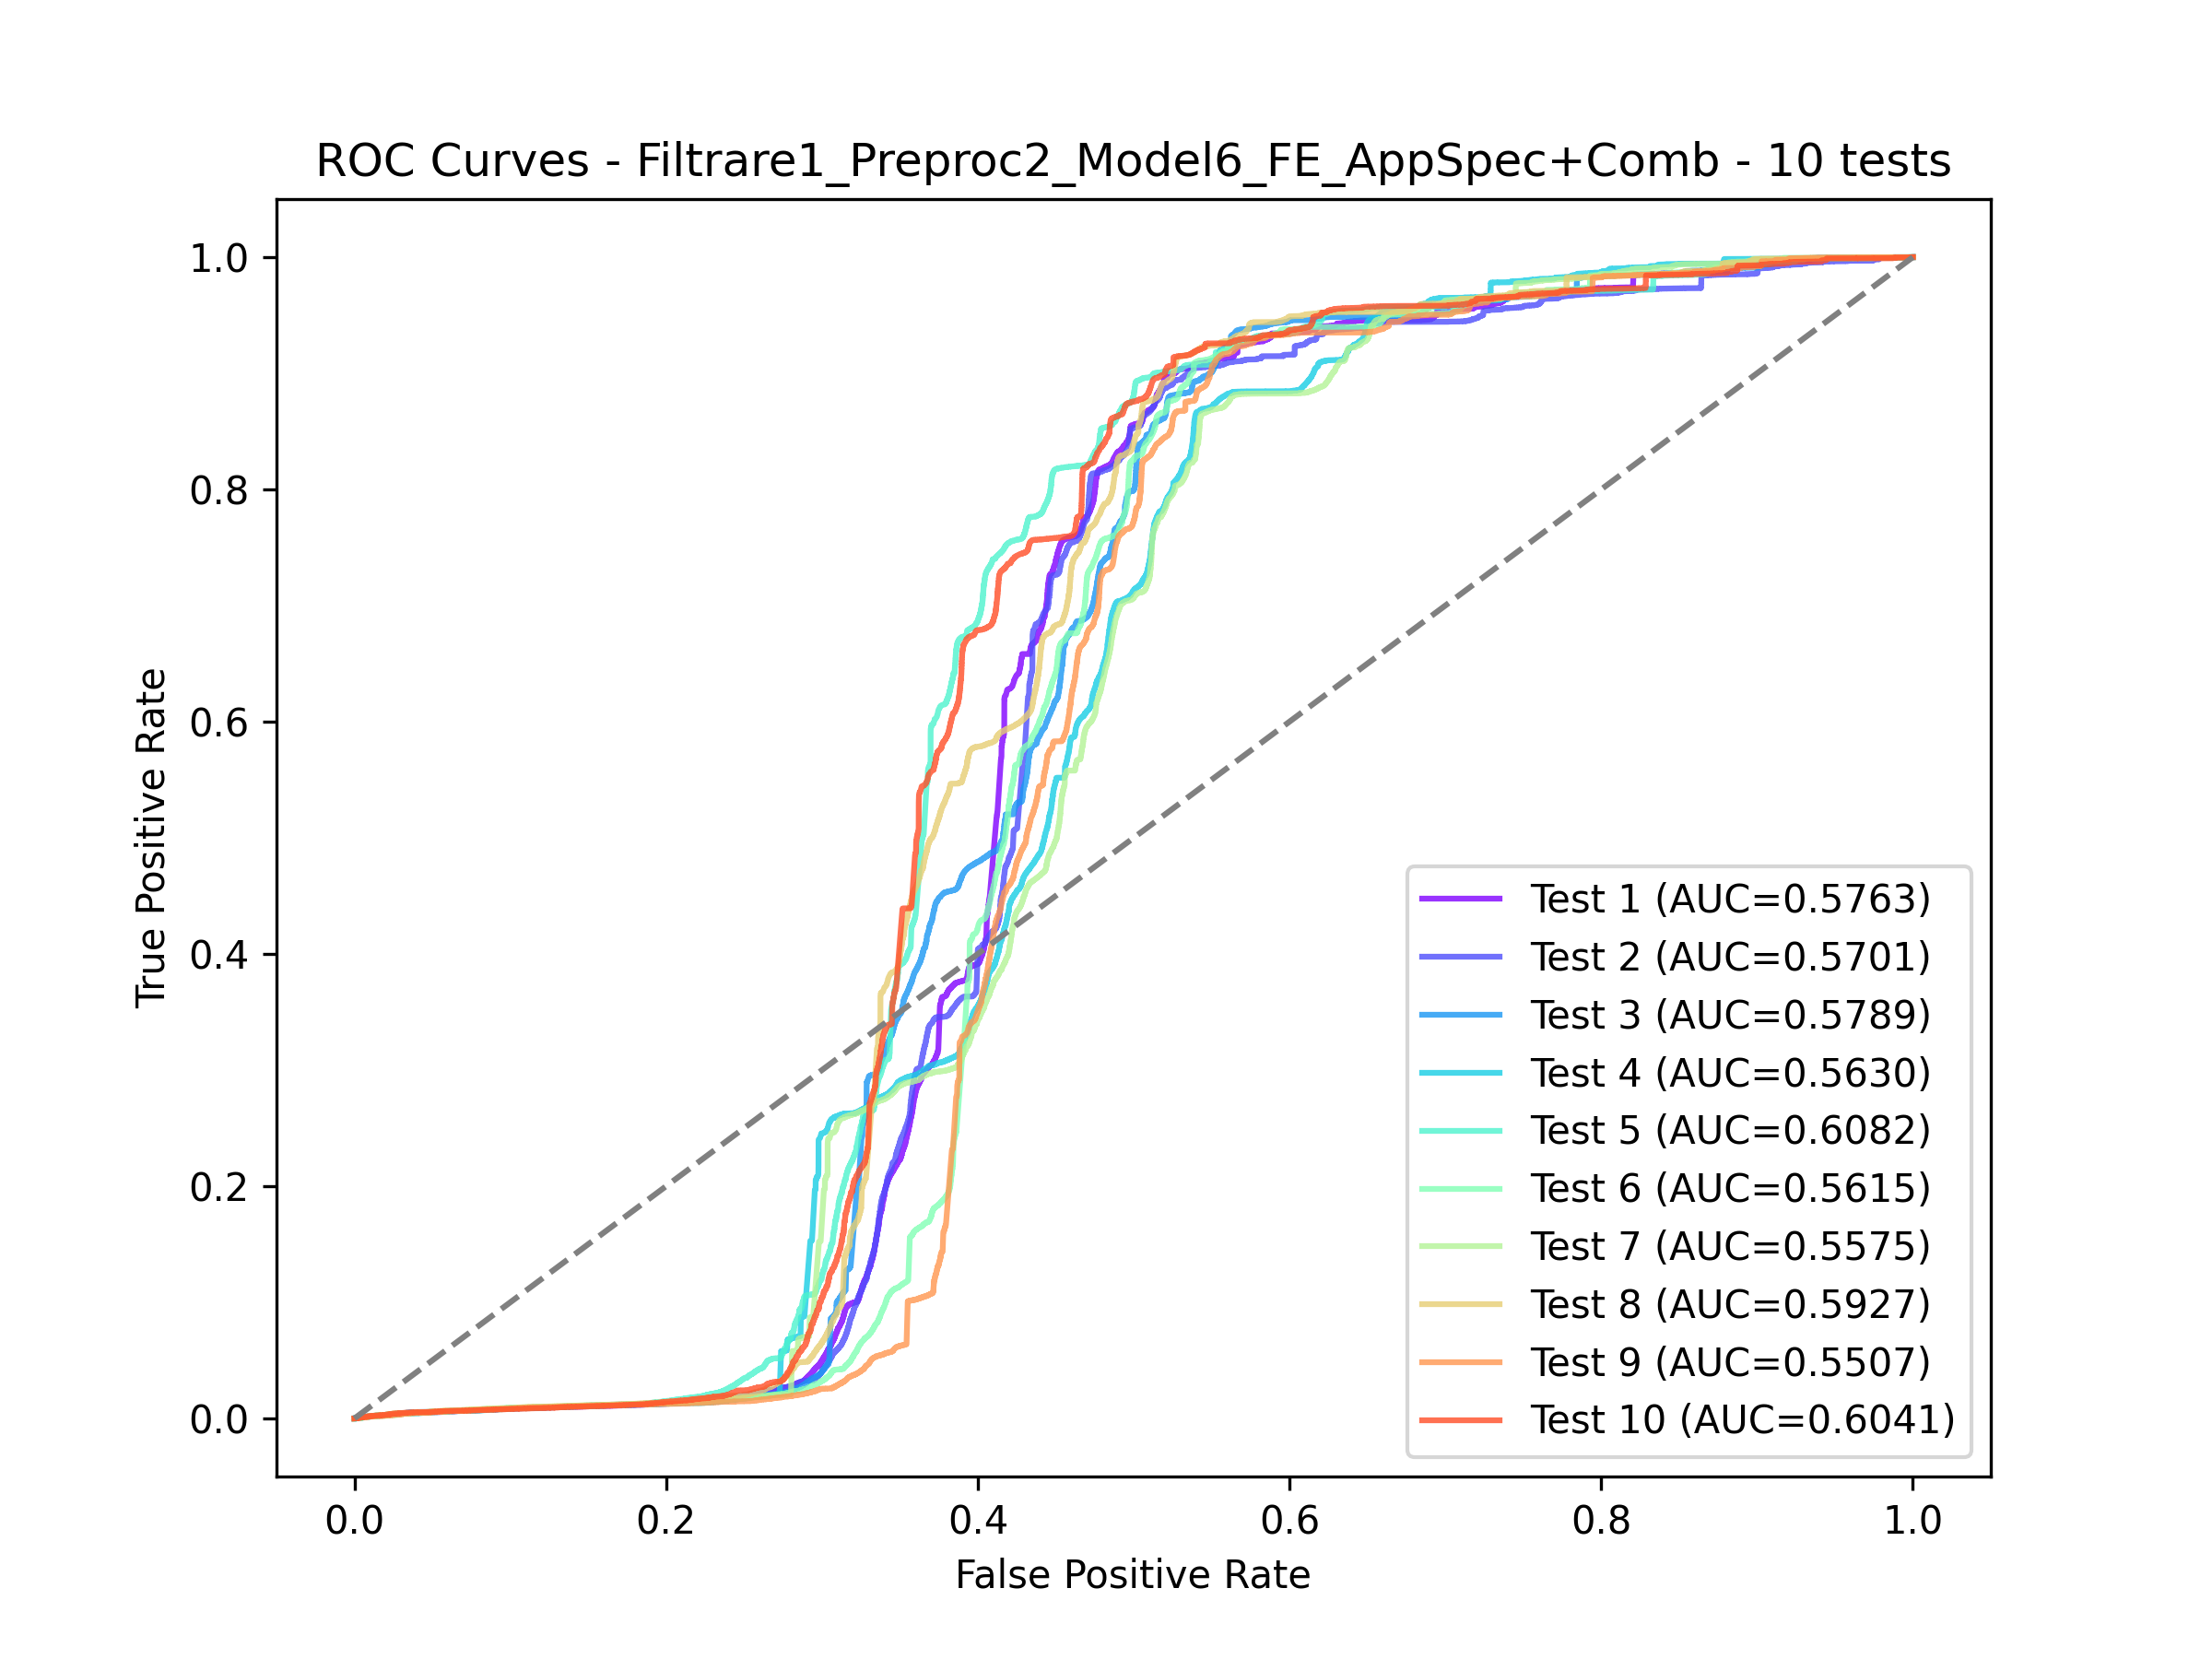 ROC Curves - Filtrare1_Preproc2_Model6_FE_AppSpec+Comb - 10 tests
True Positive Rate
1.0
0.8
0.6
0.4
0.2
0.0
Test 1 (AUC=0.5763)
Test 2 (AUC=0.5701)
Test 3 (AUC=0.5789)
Test 4 (AUC=0.5630)
Test 5 (AUC=0.6082)
Test 6 (AUC=0.5615)
Test 7 (AUC=0.5575)
Test 8 (AUC=0.5927)
Test 9 (AUC=0.5507)
Test 10 (AUC=0.6041)
0.0 0.2 0.4 0.6 0.8 1.0
False Positive Rate